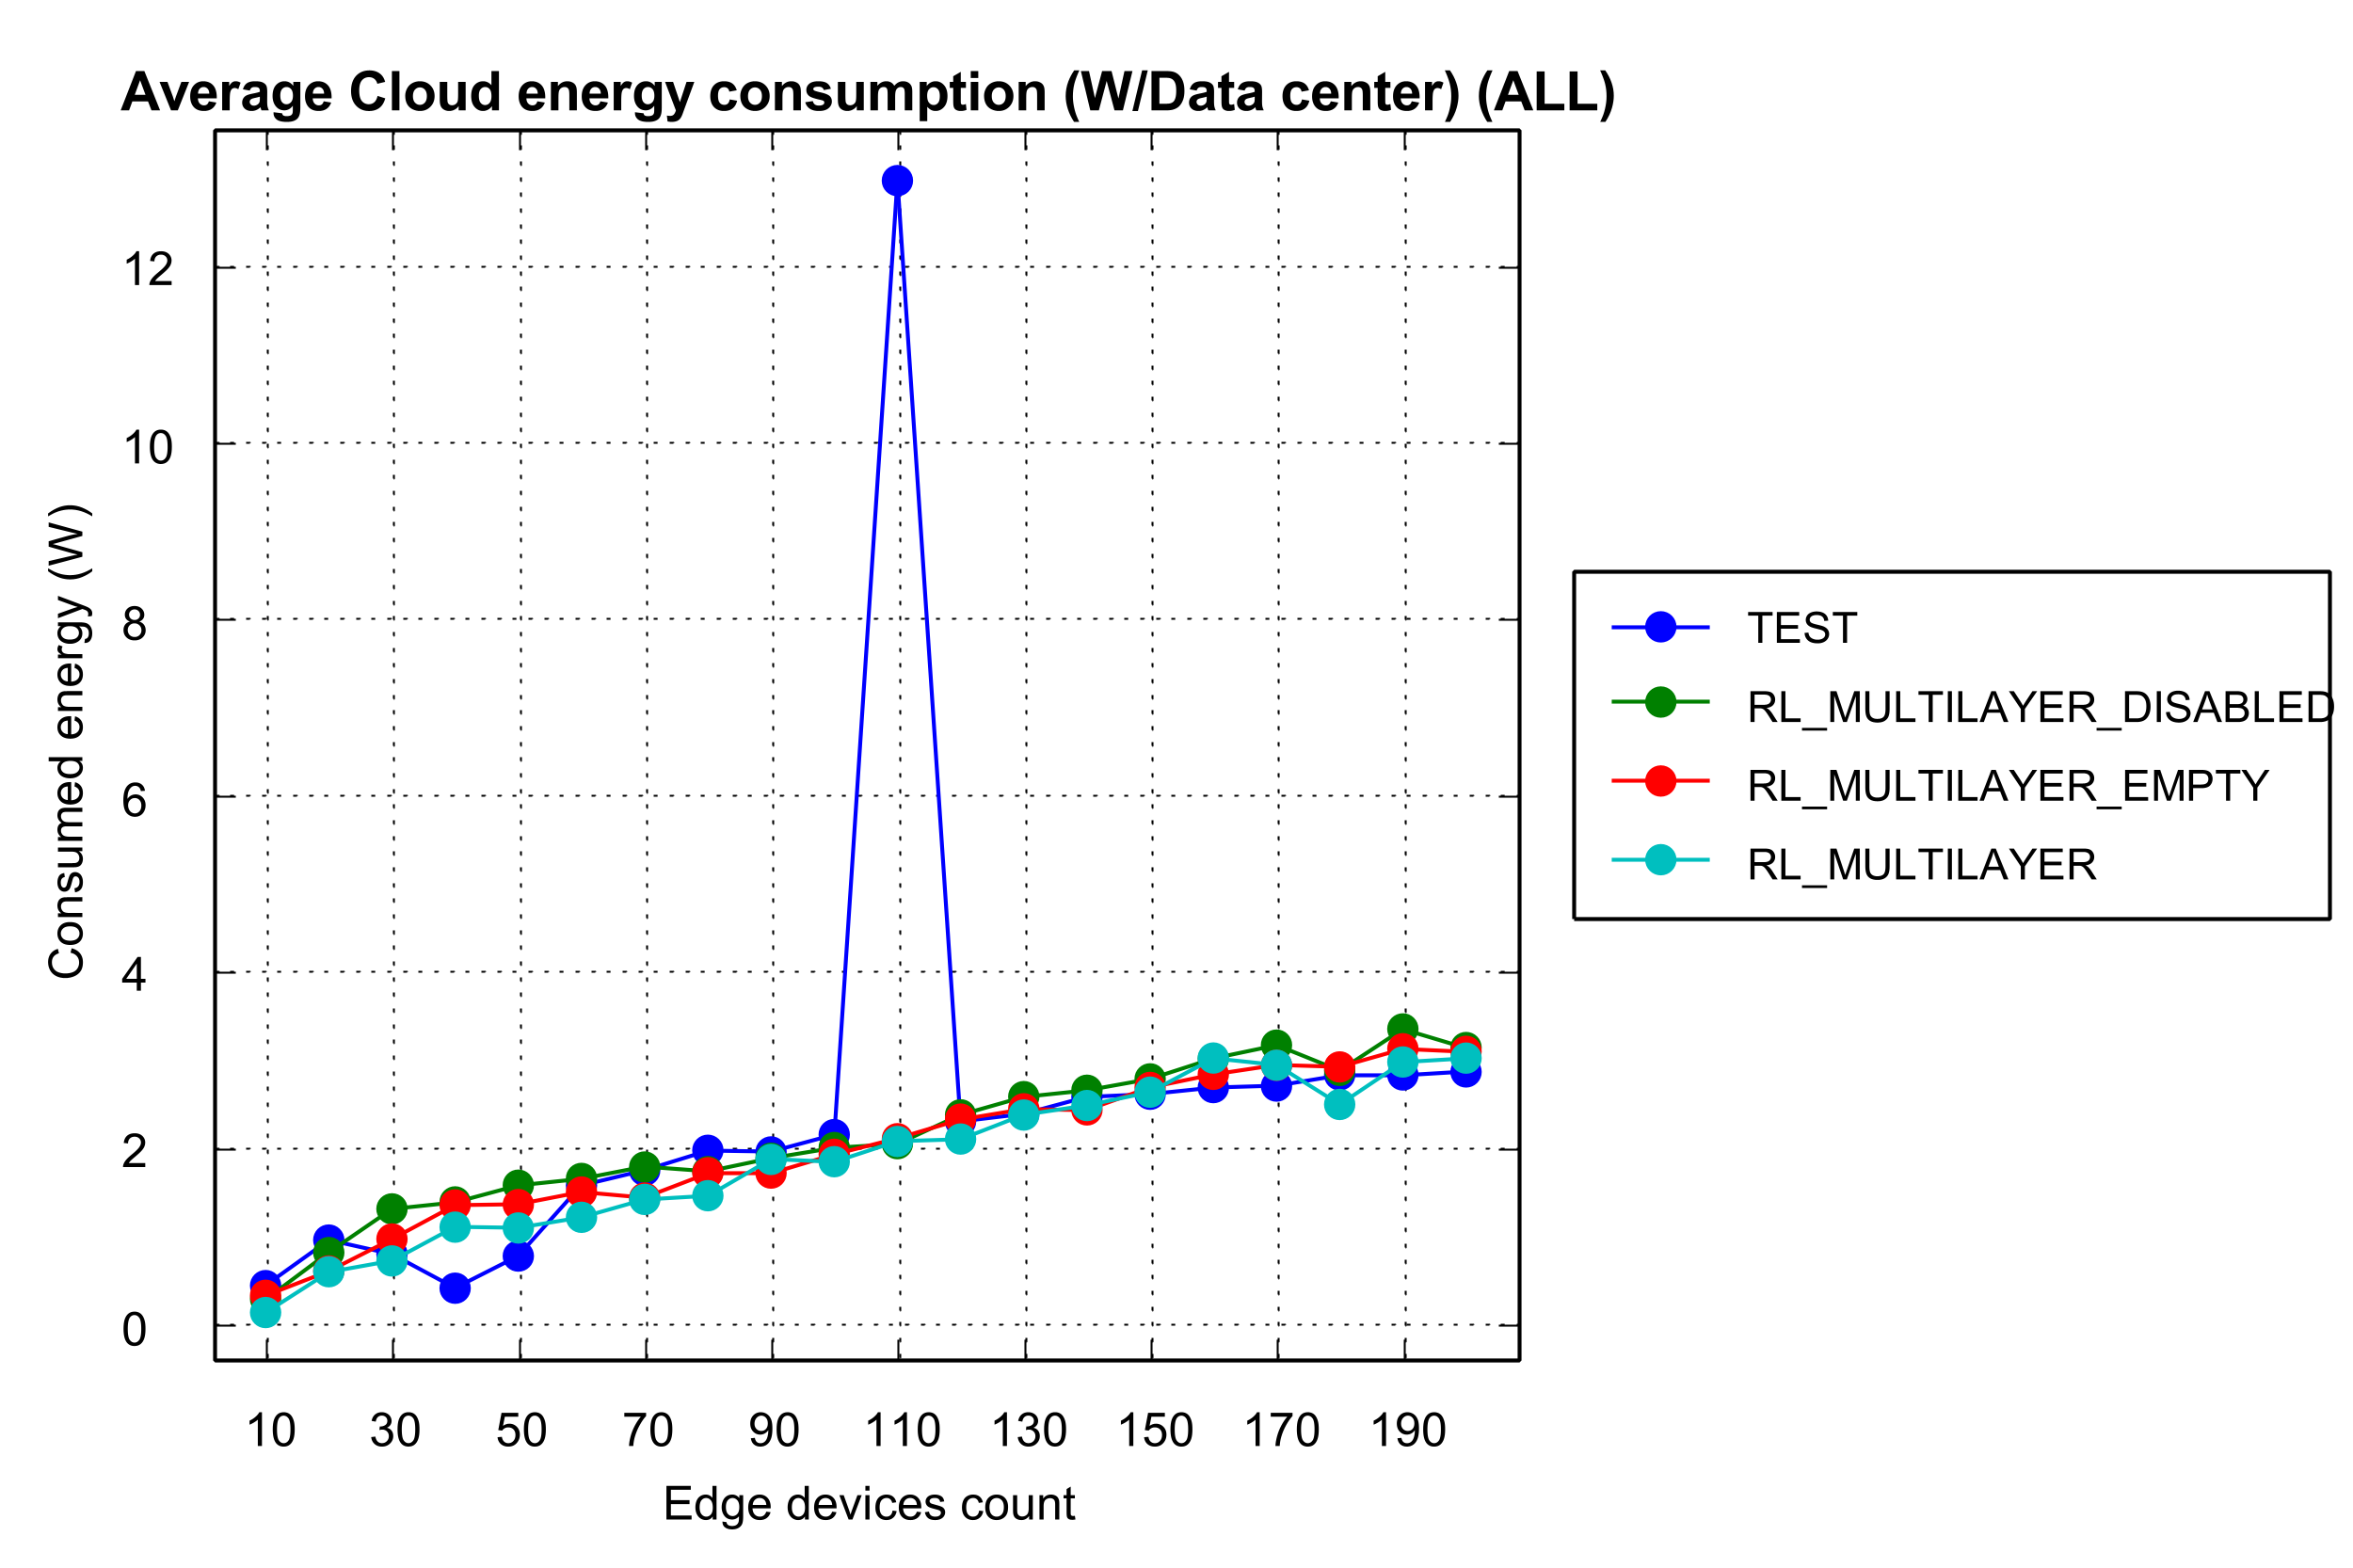 Average Cloud energy consumption (W/Data center) (ALL)
Consumed energy (W)
12
10
8
6
4
2
0
10 30 50 70 90 110 130 150 170 190
Edge devices count
TEST
RL_MULTILAYER_DISABLED
RL_MULTILAYER_EMPTY
RL_MULTILAYER